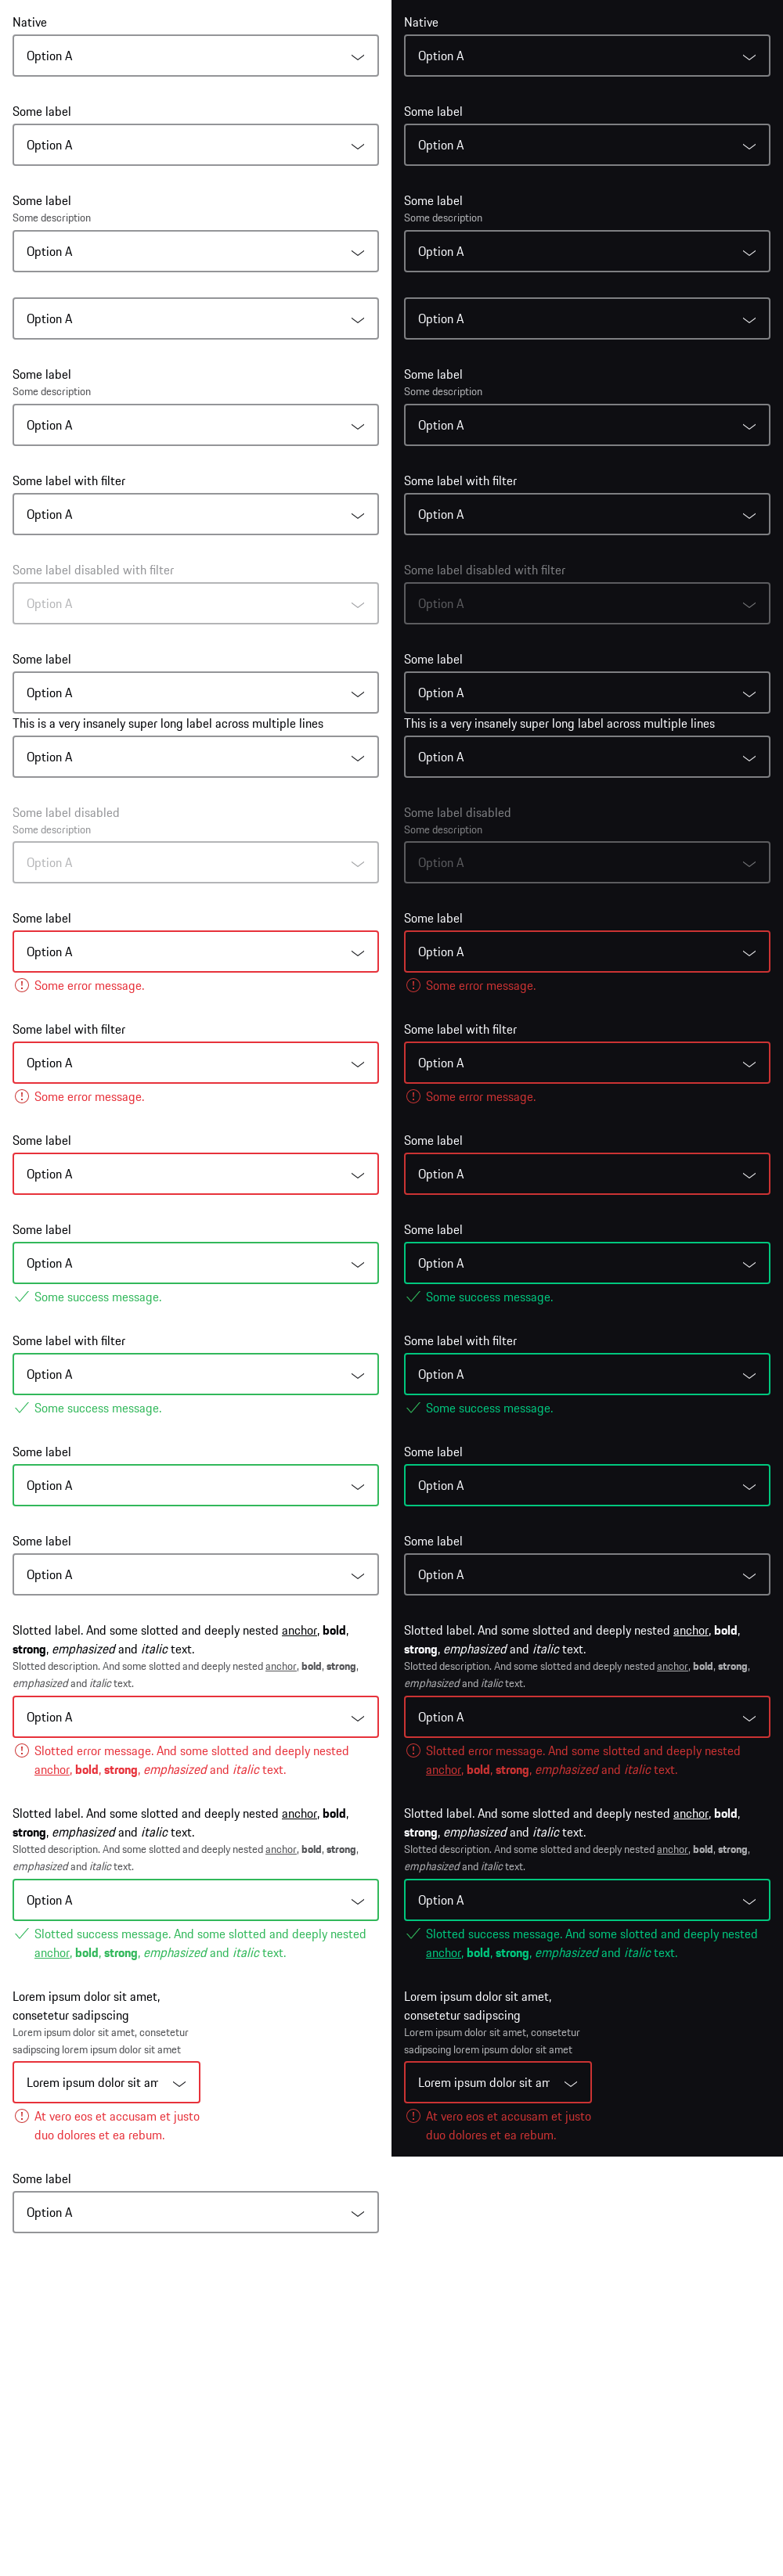 Native
Option A
Some label
Option A
Some label
Some description
Option A
Option A
Some label
Some description
Option A
Some label with filter
Option A
Some label disabled with filter
Option A
Some label
Option A
This is a very insanely super long label across multiple lines
Option A
Some label disabled
Some description
Option A
Some label
Option A
Some error message.
Some label with filter
Option A
Some error message.
Some label
Option A
Some label
Option A
Some success message.
Some label with filter
Option A
Some success message.
Some label
Option A
Some label
Option A
Slotted label. And some slotted and deeply nested anchor, bold,
strong, emphasized and italic text.
Slotted description. And some slotted and deeply nested anchor, bold, strong,
emphasized and italic text.
Option A
Slotted error message. And some slotted and deeply nested
anchor, bold, strong, emphasized and italic text.
Slotted label. And some slotted and deeply nested anchor, bold,
strong, emphasized and italic text.
Slotted description. And some slotted and deeply nested anchor, bold, strong,
emphasized and italic text.
Option A
Slotted success message. And some slotted and deeply nested
anchor, bold, strong, emphasized and italic text.
Lorem ipsum dolor sit amet,
consetetur sadipscing
Lorem ipsum dolor sit amet, consetetur
sadipscing lorem ipsum dolor sit amet
Lorem ipsum dolor sit am
At vero eos et accusam et justo
duo dolores et ea rebum.
Some label
Option A
Native
Option A
Some label
Option A
Some label
Some description
Option A
Option A
Some label
Some description
Option A
Some label with filter
Option A
Some label disabled with filter
Option A
Some label
Option A
This is a very insanely super long label across multiple lines
Option A
Some label disabled
Some description
Option A
Some label
Option A
Some error message.
Some label with filter
Option A
Some error message.
Some label
Option A
Some label
Option A
Some success message.
Some label with filter
Option A
Some success message.
Some label
Option A
Some label
Option A
Slotted label. And some slotted and deeply nested anchor, bold,
strong, emphasized and italic text.
Slotted description. And some slotted and deeply nested anchor, bold, strong,
emphasized and italic text.
Option A
Slotted error message. And some slotted and deeply nested
anchor, bold, strong, emphasized and italic text.
Slotted label. And some slotted and deeply nested anchor, bold,
strong, emphasized and italic text.
Slotted description. And some slotted and deeply nested anchor, bold, strong,
emphasized and italic text.
Option A
Slotted success message. And some slotted and deeply nested
anchor, bold, strong, emphasized and italic text.
Lorem ipsum dolor sit amet,
consetetur sadipscing
Lorem ipsum dolor sit amet, consetetur
sadipscing lorem ipsum dolor sit amet
Lorem ipsum dolor sit am
At vero eos et accusam et justo
duo dolores et ea rebum.